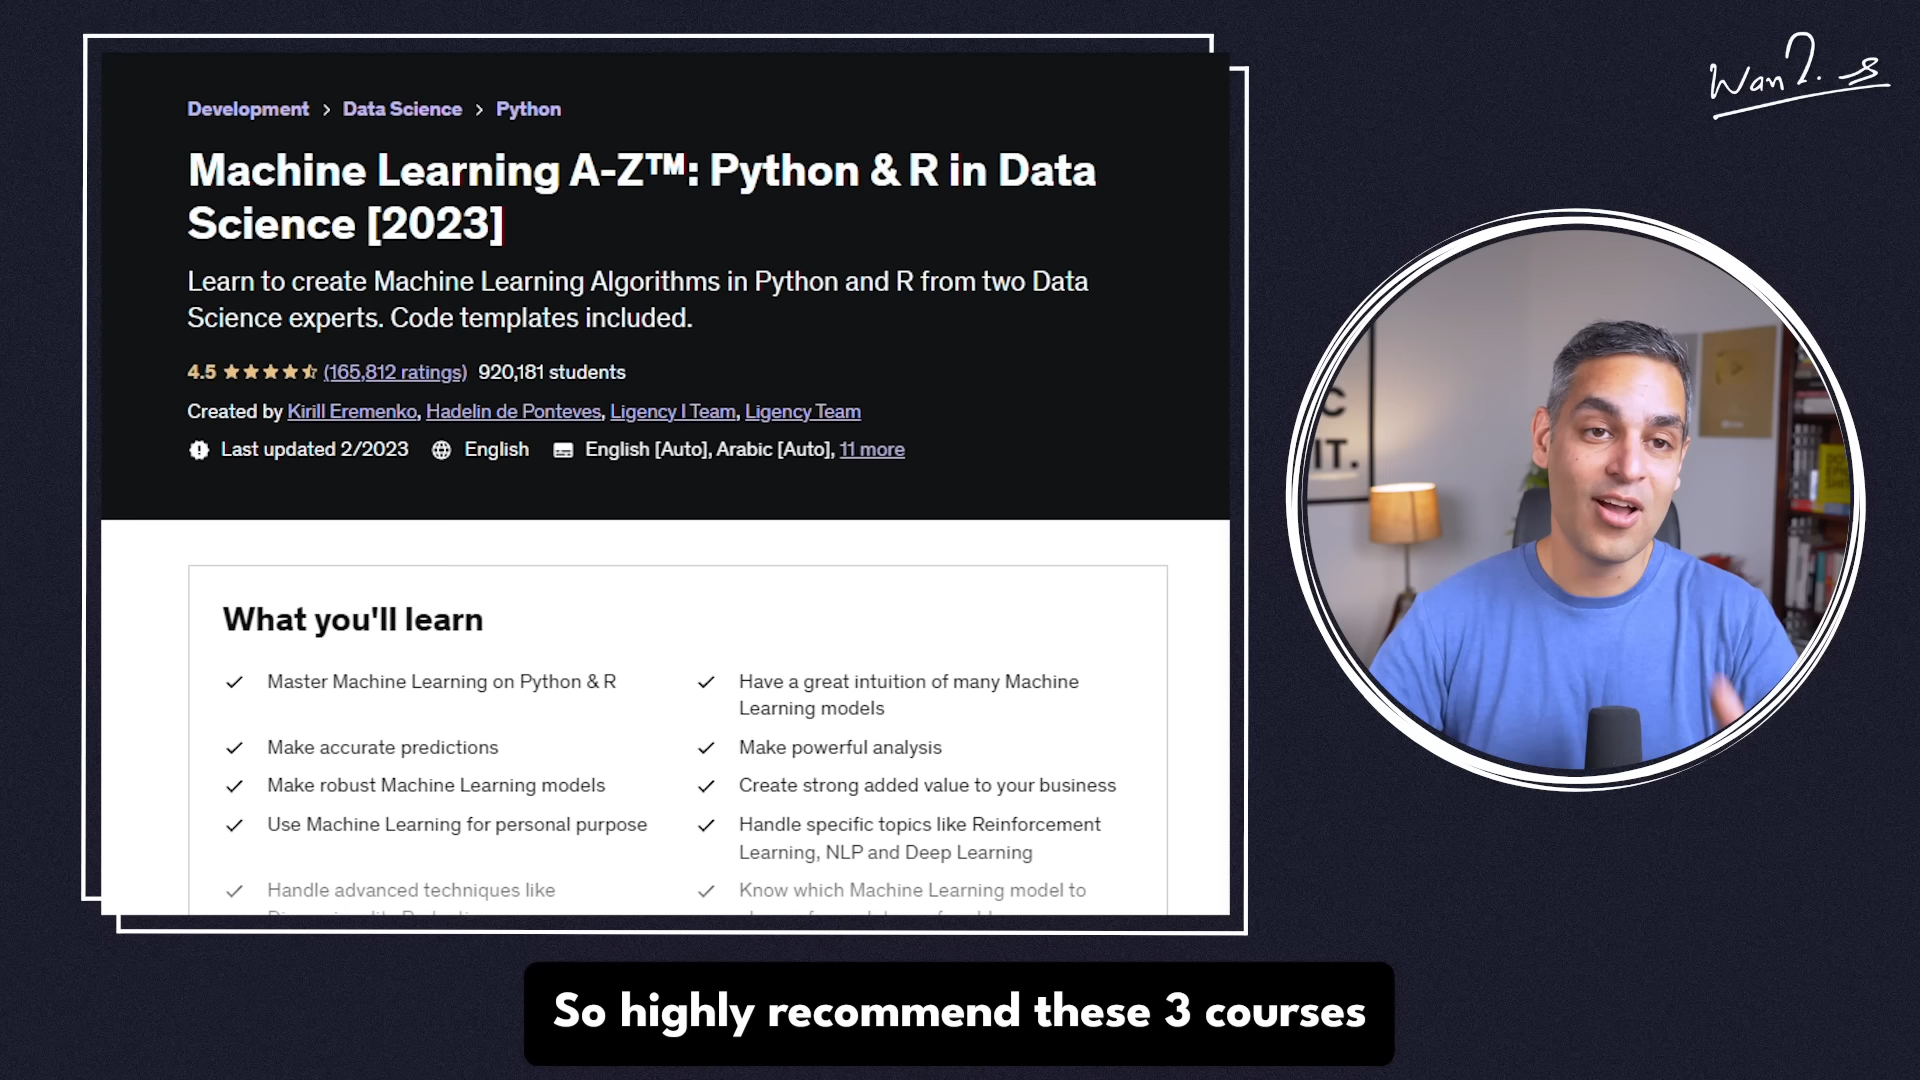 Development > Data Science > Python
Machine Learning A-Z™: Python & R in Data
Science [2023]
Learn to create Machine Learning Algorithms in Python and R from two Data
Science experts. Code templates included.
4.5 (165,812 ratings) 920,181 students
Created by Kirill Eremenko, Hadelin de Ponteves, Ligency I Team, Ligency Team
Last updated 2/2023 English English [Auto], Arabic [Auto], 11 more
What you'll learn
Master Machine Learning on Python & R
Have a great intuition of many Machine
Learning models
Make accurate predictions
Make powerful analysis
Make robust Machine Learning models
Create strong added value to your business
Use Machine Learning for personal purpose
Handle specific topics like Reinforcement
Learning, NLP and Deep Learning
Handle advanced techniques like
Know which Machine Learning model to
C
IT.
So highly recommend these 3 courses